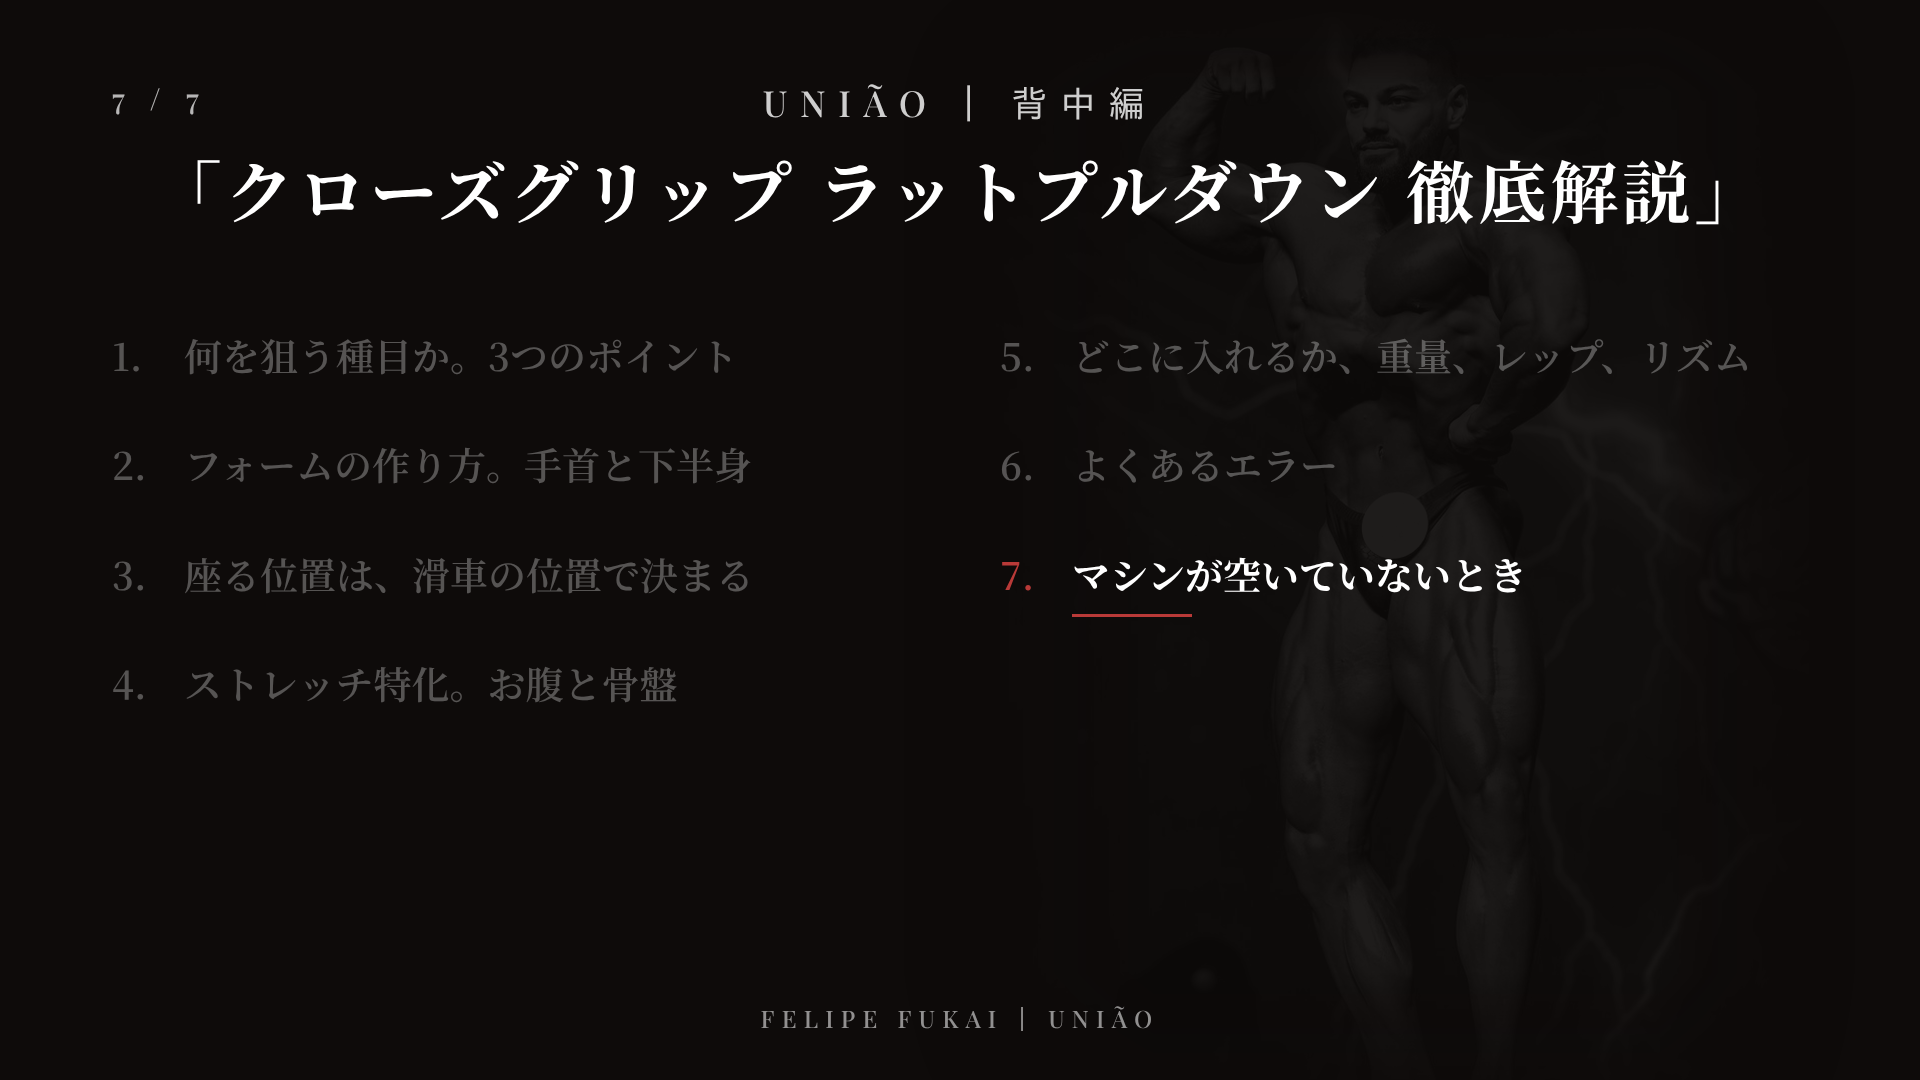 7 / 7
UNIÃO | 背中編
「クローズグリップ ラットプルダウン 徹底解説」
1. 何を狙う種目か。3つのポイント
2. フォームの作り方。手首と下半身
3. 座る位置は、滑車の位置で決まる
4. ストレッチ特化。お腹と骨盤
5. どこに入れるか、重量、レップ、リズム
6. よくあるエラー
7. マシンが空いていないとき
FELIPE FUKAI | UNIÃO